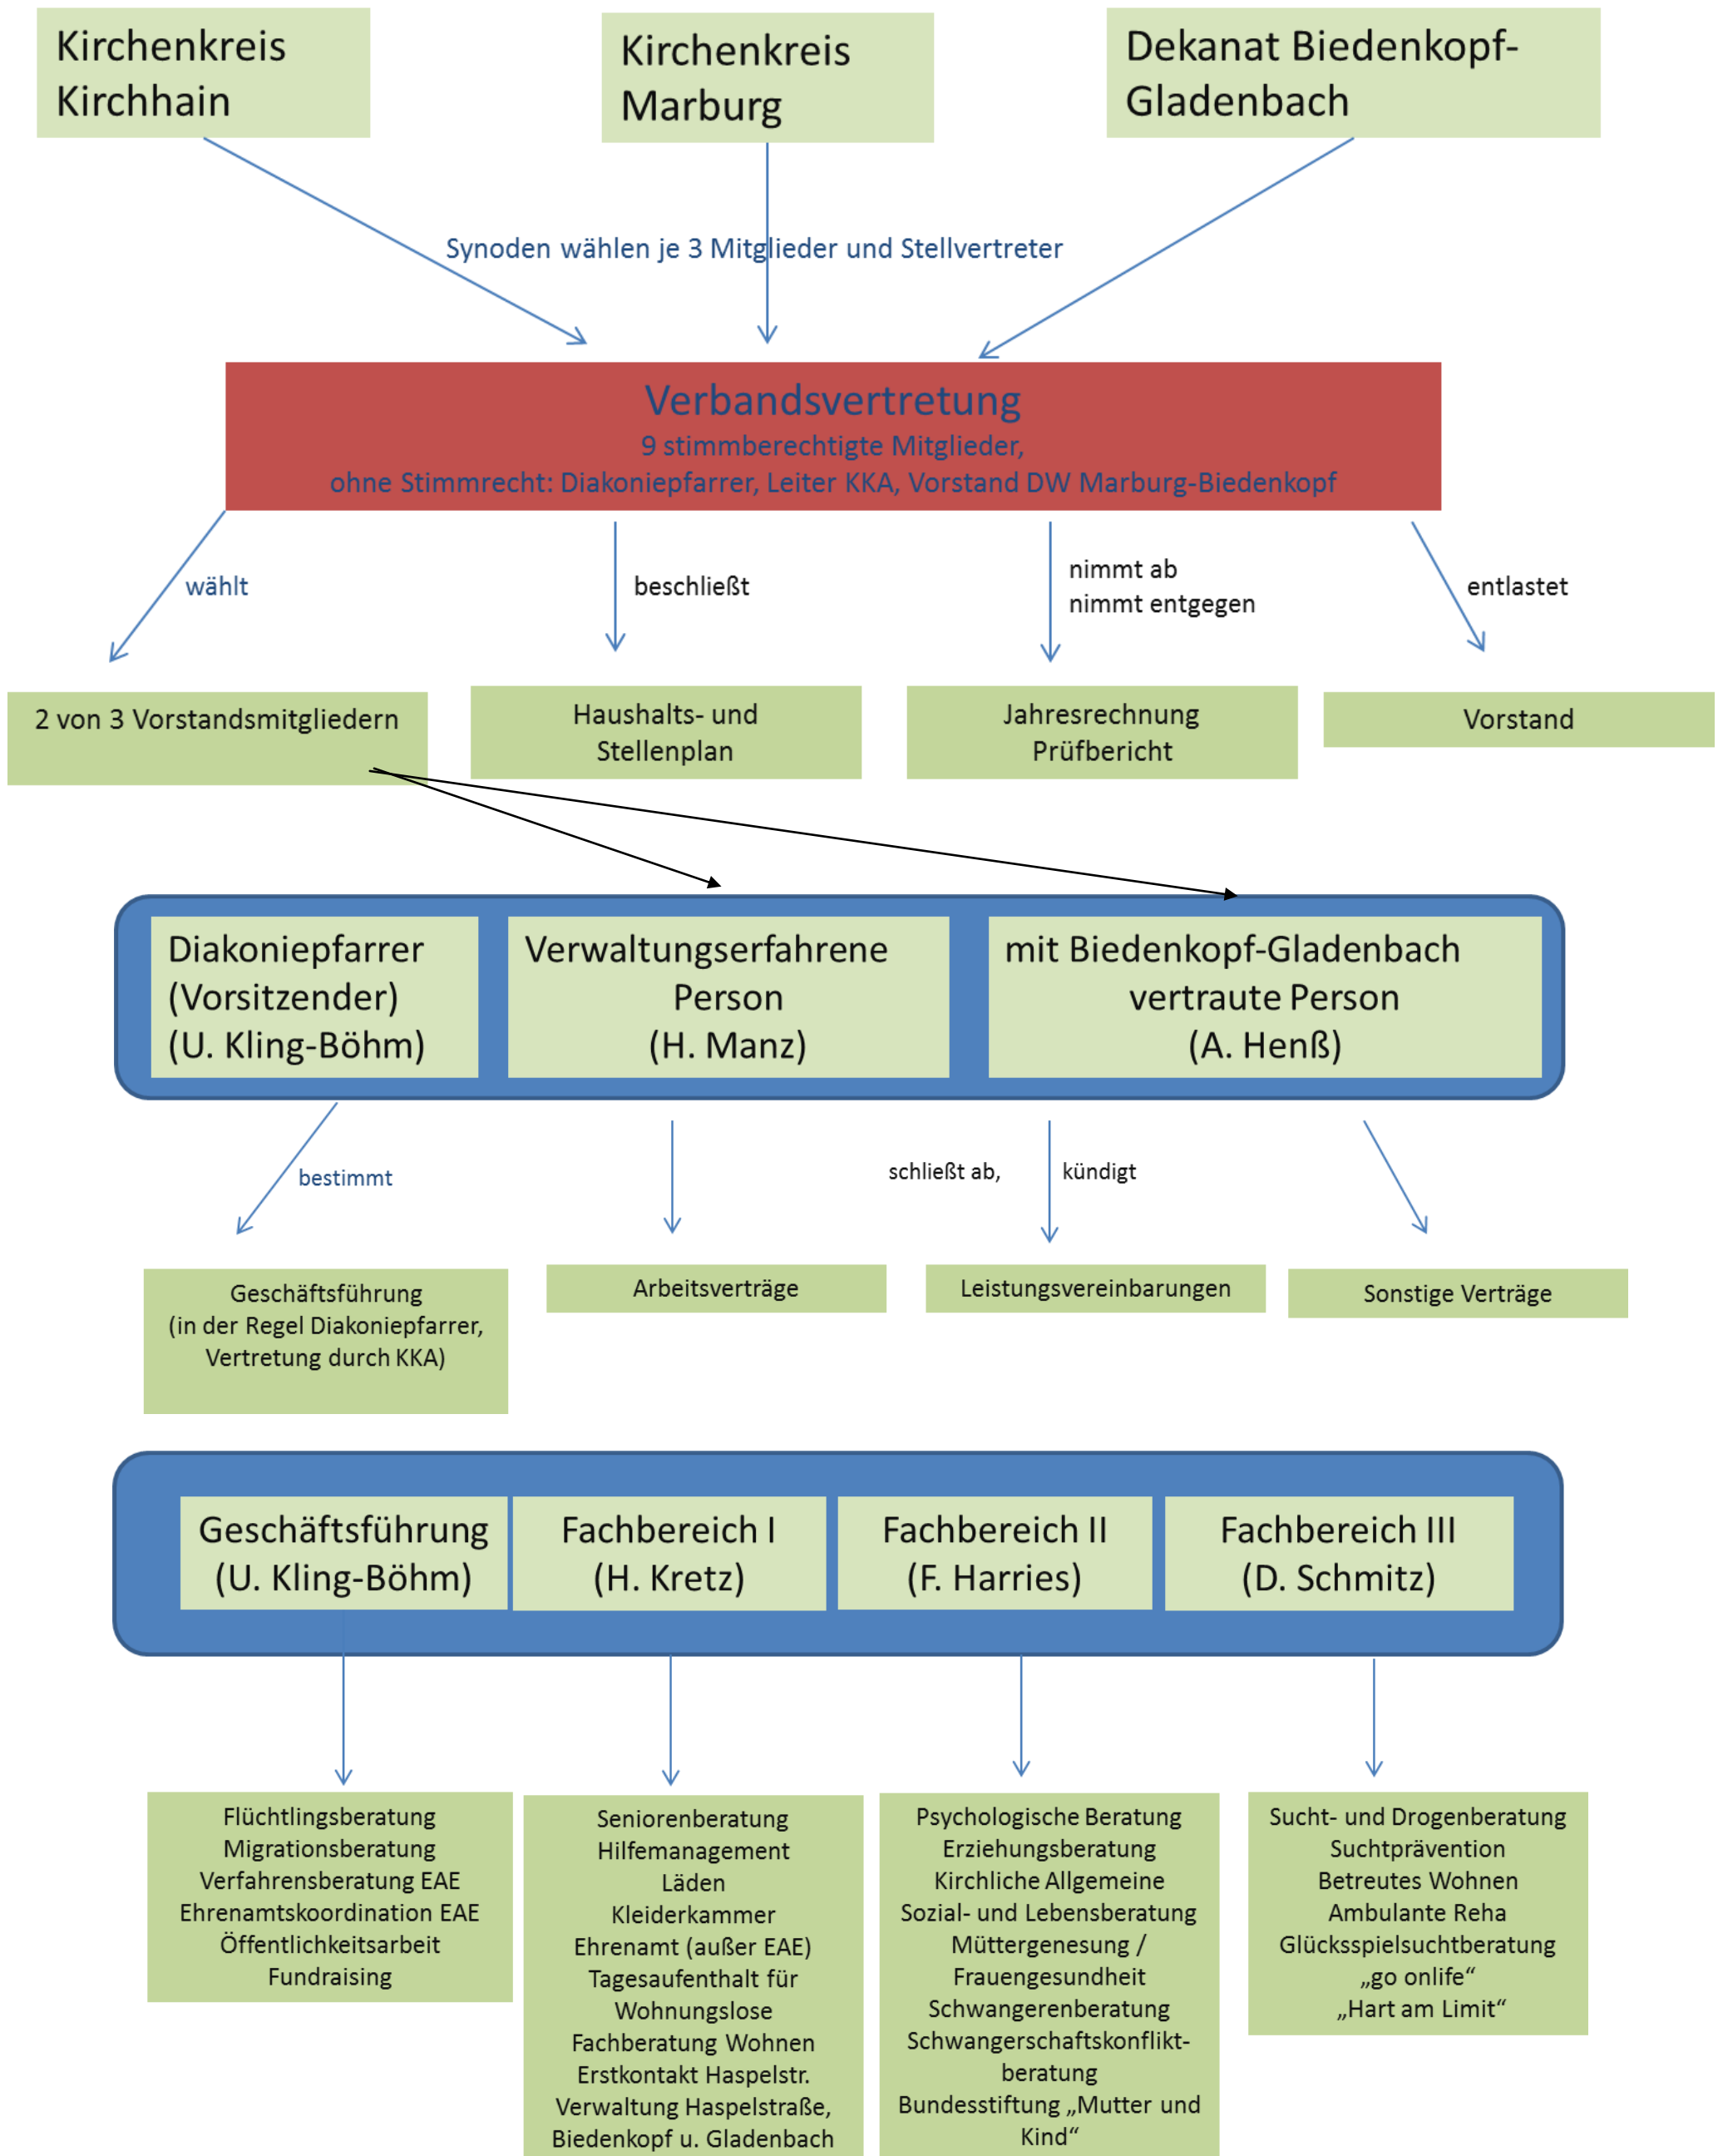 Kirchenkreis
Kirchhain
Kirchenkreis
Marburg
Dekanat Biedenkopf-
Gladenbach
Synoden wählen je 3 Mitglieder und Stellvertreter
Verbandsvertretung
9 stimmberechtigte Mitglieder,
ohne Stimmrecht: Diakoniepfarrer, Leiter KKA, Vorstand DW Marburg-Biedenkopf
wählt
beschließt
nimmt ab
nimmt entgegen
entlastet
2 von 3 Vorstandsmitgliedern
Haushalts- und
Stellenplan
Jahresrechnung
Prüfbericht
Vorstand
Diakoniepfarrer
(Vorsitzender)
(U. Kling-Böhm)
Verwaltungserfahrene
Person
(H. Manz)
mit Biedenkopf-Gladenbach
vertraute Person
(A. Henß)
bestimmt
schließt ab,
kündigt
Geschäftsführung
(in der Regel Diakoniepfarrer,
Vertretung durch KKA)
Arbeitsverträge
Leistungsvereinbarungen
Sonstige Verträge
Geschäftsführung
(U. Kling-Böhm)
Fachbereich I
(H. Kretz)
Fachbereich II
(F. Harries)
Fachbereich III
(D. Schmitz)
Flüchtlingsberatung
Migrationsberatung
Verfahrensberatung EAE
Ehrenamtskoordination EAE
Öffentlichkeitsarbeit
Fundraising
Seniorenberatung
Hilfemanagement
Läden
Kleiderkammer
Ehrenamt (außer EAE)
Tagesaufenthalt für
Wohnungslose
Fachberatung Wohnen
Erstkontakt Haspelstr.
Verwaltung Haspelstraße,
Biedenkopf u. Gladenbach
Psychologische Beratung
Erziehungsberatung
Kirchliche Allgemeine
Sozial- und Lebensberatung
Müttergenesung /
Frauengesundheit
Schwangerenberatung
Schwangerschaftskonflikt-
beratung
Bundesstiftung „Mutter und
Kind“
Sucht- und Drogenberatung
Suchtprävention
Betreutes Wohnen
Ambulante Reha
Glücksspielsuchtberatung
„go onlife“
„Hart am Limit“